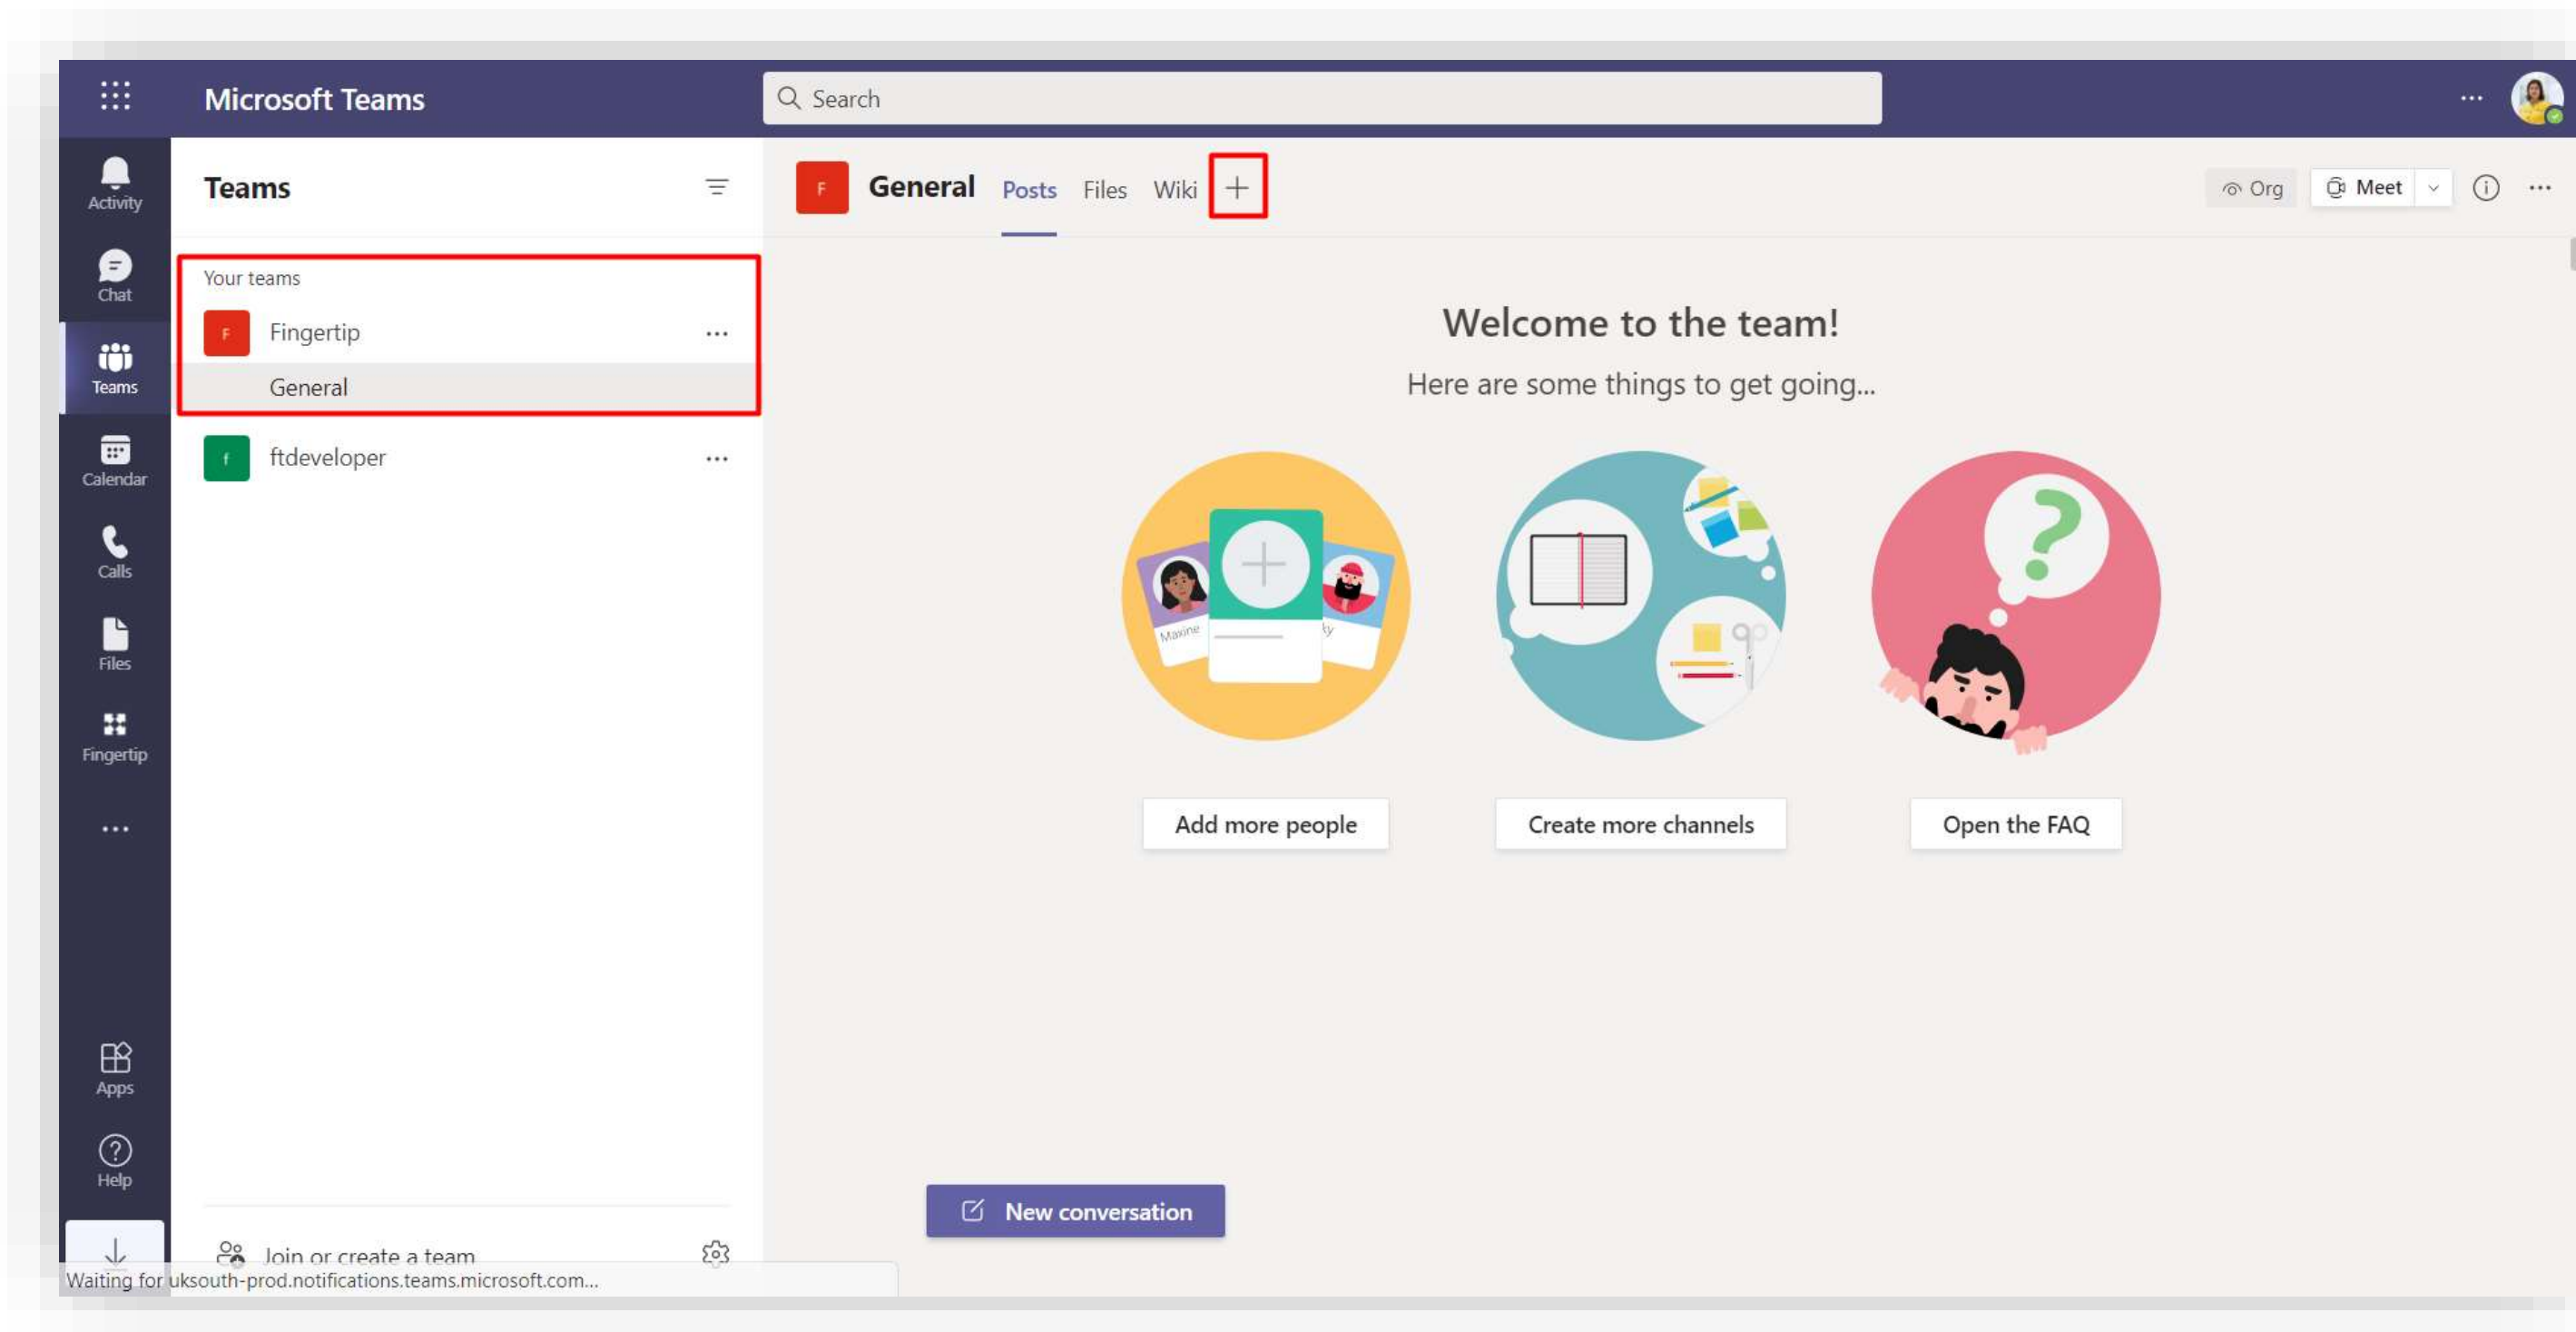 Microsoft Teams
Search
Activity
Chat
Teams
Calendar
Calls
Files
Fingertip
Apps
Help
Teams
Your teams
F Fingertip
General
f ftdeveloper
Join or create a team
Waiting for uksouth-prod.notifications.teams.microsoft.com...
F General Posts Files Wiki
Org Meet
Welcome to the team!
Here are some things to get going...
Maxine
ky
Add more people
Create more channels
Open the FAQ
New conversation